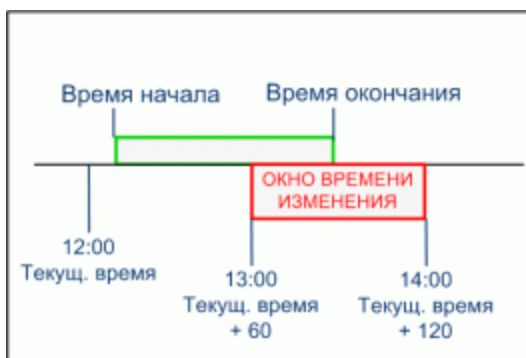 Время начала
Время окончания
ОКНО ВРЕМЕНИ
ИЗМЕНЕНИЯ
12:00
Текущ. время
13:00
Текущ. время
+ 60
14:00
Текущ. время
+ 120